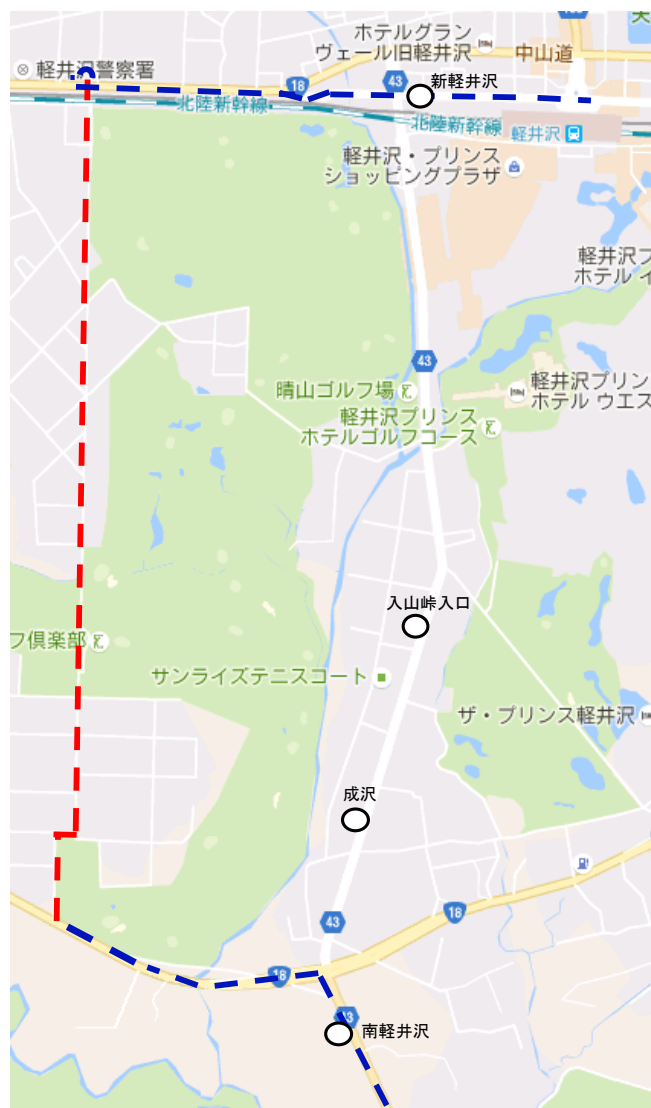 ホテルグラン
ヴェール旧軽井沢
中山道
軽井沢警察署
18
43
新軽井沢
北陸新幹線
北陸新幹線
軽井沢
軽井沢・プリンス
ショッピングプラザ
軽井沢プ
ホテル イ
43
晴山ゴルフ場
軽井沢プリンス
ホテルゴルフコース
軽井沢プリン
ホテル ウエス
入山峠入口
フ倶楽部
サンライズテニスコート
ザ・プリンス軽井沢
成沢
18
43
18
南軽井沢